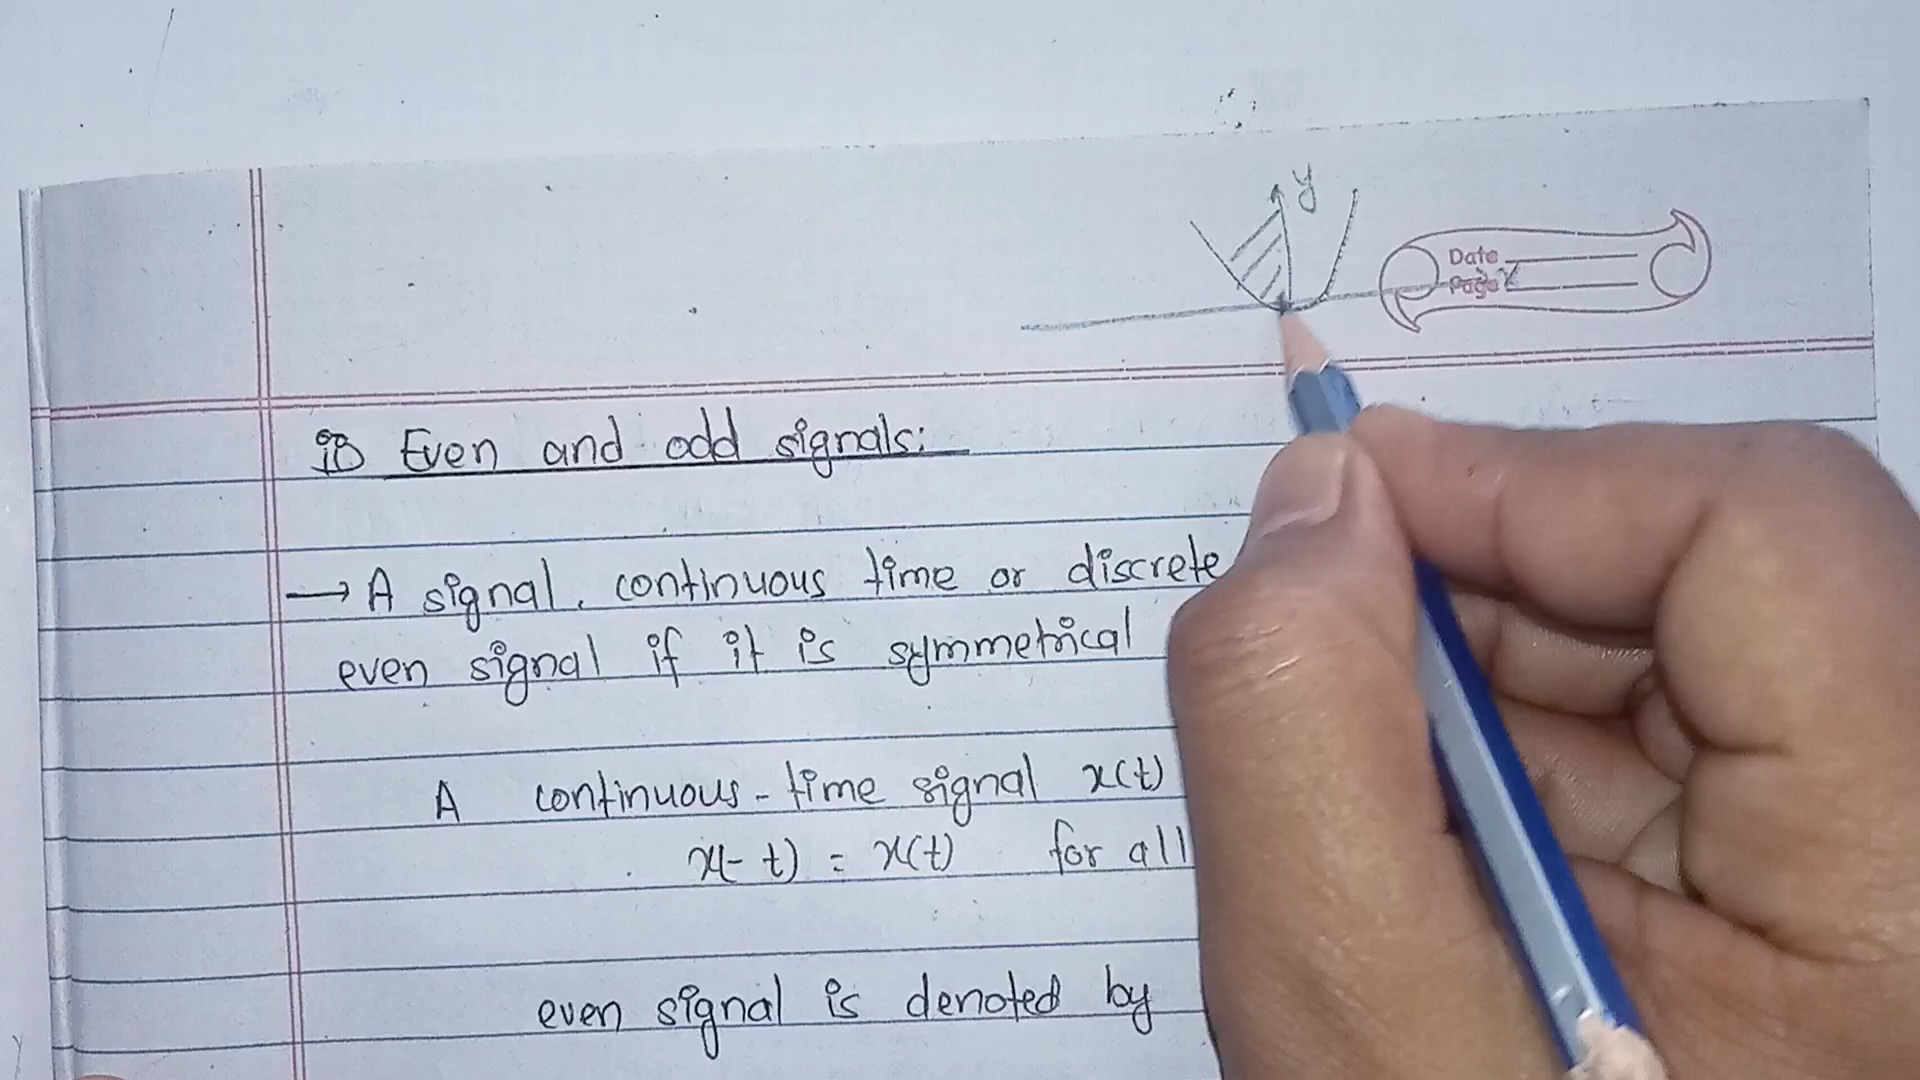 y
Date
Page x
ii) Even and odd signals:
→ A signal, continuous time or discrete
even signal if it is symmetrical
A continuous-time signal x(t)
x(-t) = x(t) for all
even signal is denoted by